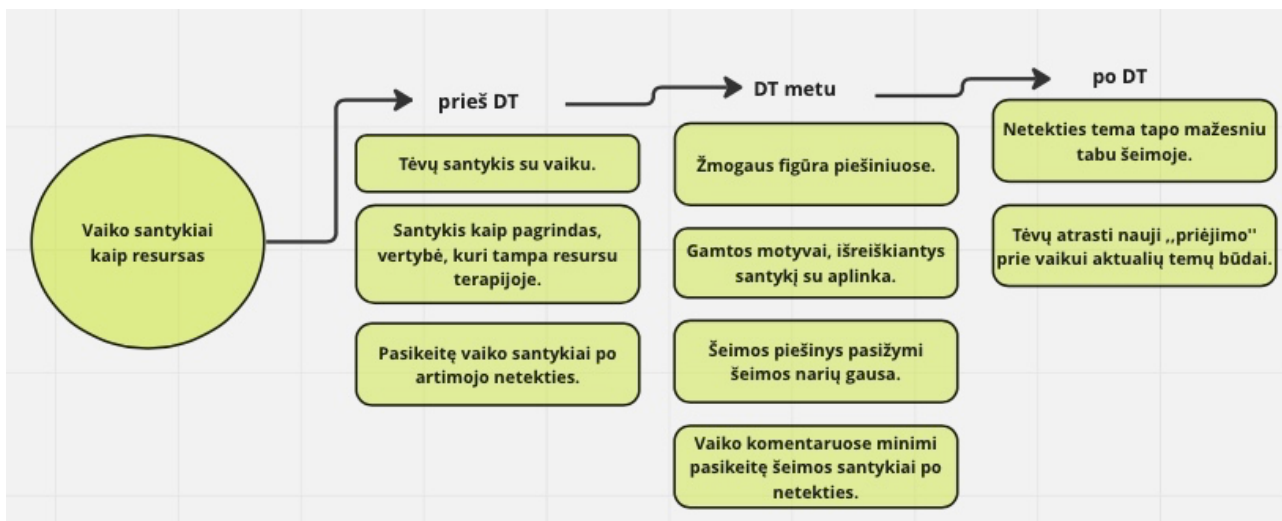 Vaiko santykiai
kaip resursas
prieš DT
Tėvų santykis su vaiku.
Santykis kaip pagrindas,
vertybė, kuri tampa resursu
terapijoje.
Pasikeitę vaiko santykiai po
artimojo netekties.
DT metu
Žmogaus figūra piešiniuose.
Gamtos motyvai, išreiškiantys
santykį su aplinka.
Šeimos piešinys pasižymi
šeimos narių gausa.
Vaiko komentaruose minimi
pasikeitę šeimos santykiai po
netekties.
po DT
Netekties tema tapo mažesniu
tabu šeimoje.
Tėvų atrasti nauji ,,priėjimo''
prie vaikui aktualių temų būdai.